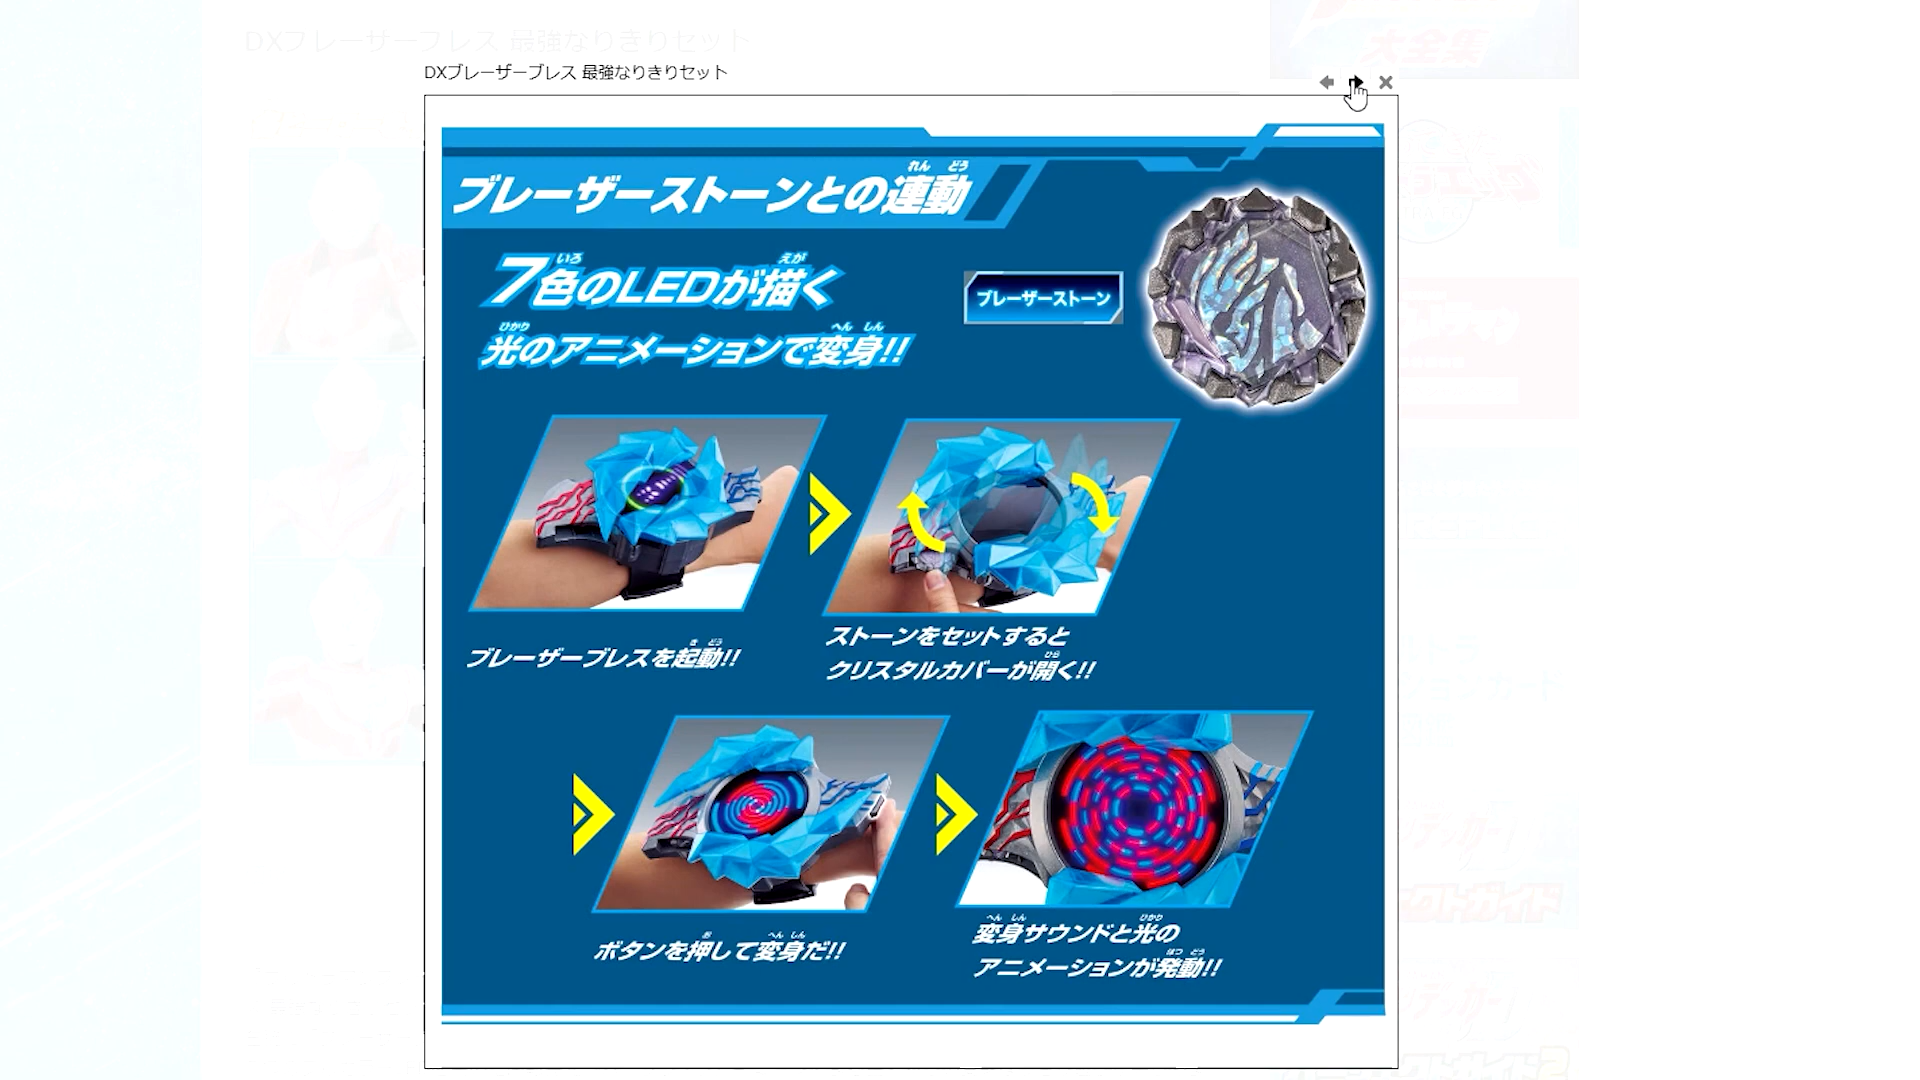 DXブレーザーブレス 最強なりきりセット
大全集
DXブレーザーブレス 最強なりきりセット
れん どう
ブレーザーストーンとの連動
いろ えが
7色のLEDが描く
ひかり へん しん
光のアニメーションで変身!!
ブレーザーストーン
き どう
ブレーザーブレスを起動!!
ストーンをセットすると
ひら
クリスタルカバーが開く!!
お へん しん
ボタンを押して変身だ!!
へん しん ひかり
変身サウンドと光の
はつ どう
アニメーションが発動!!